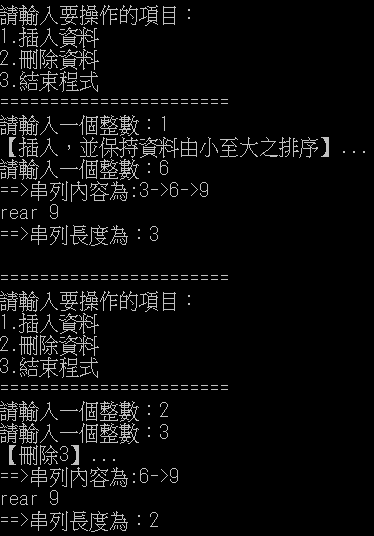 請輸入要操作的項目：
1.插入資料
2.刪除資料
3.結束程式
=======================
請輸入一個整數：1
【插入，並保持資料由小至大之排序】...
請輸入一個整數：6
==>串列內容為:3->6->9
rear 9
==>串列長度為：3
=======================
請輸入要操作的項目：
1.插入資料
2.刪除資料
3.結束程式
=======================
請輸入一個整數：2
請輸入一個整數：3
【刪除3】...
==>串列內容為:6->9
rear 9
==>串列長度為：2